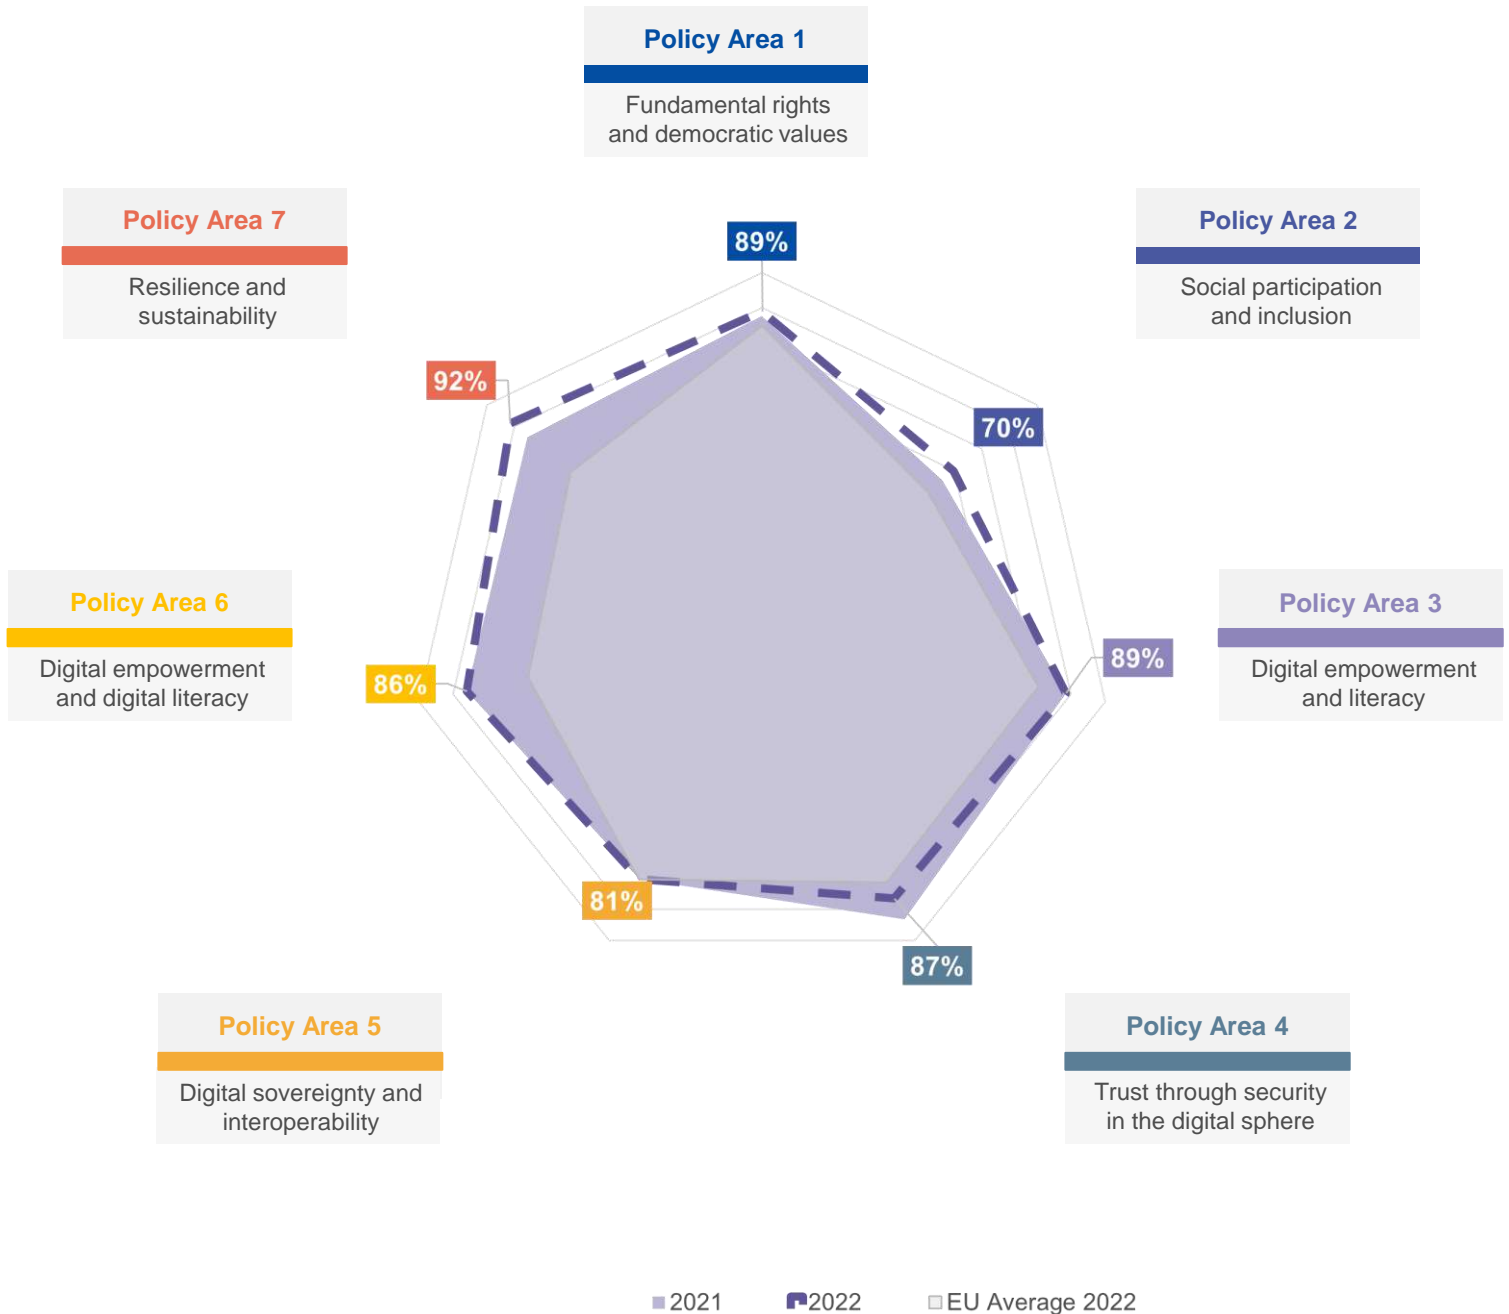 Policy Area 1
Fundamental rights
and democratic values
Policy Area 7
Resilience and
sustainability
Policy Area 2
Social participation
and inclusion
89%
92%
70%
Policy Area 6
Digital empowerment
and digital literacy
86%
89%
Policy Area 3
Digital empowerment
and literacy
81%
87%
Policy Area 5
Digital sovereignty and
interoperability
Policy Area 4
Trust through security
in the digital sphere
2021
2022
EU Average 2022